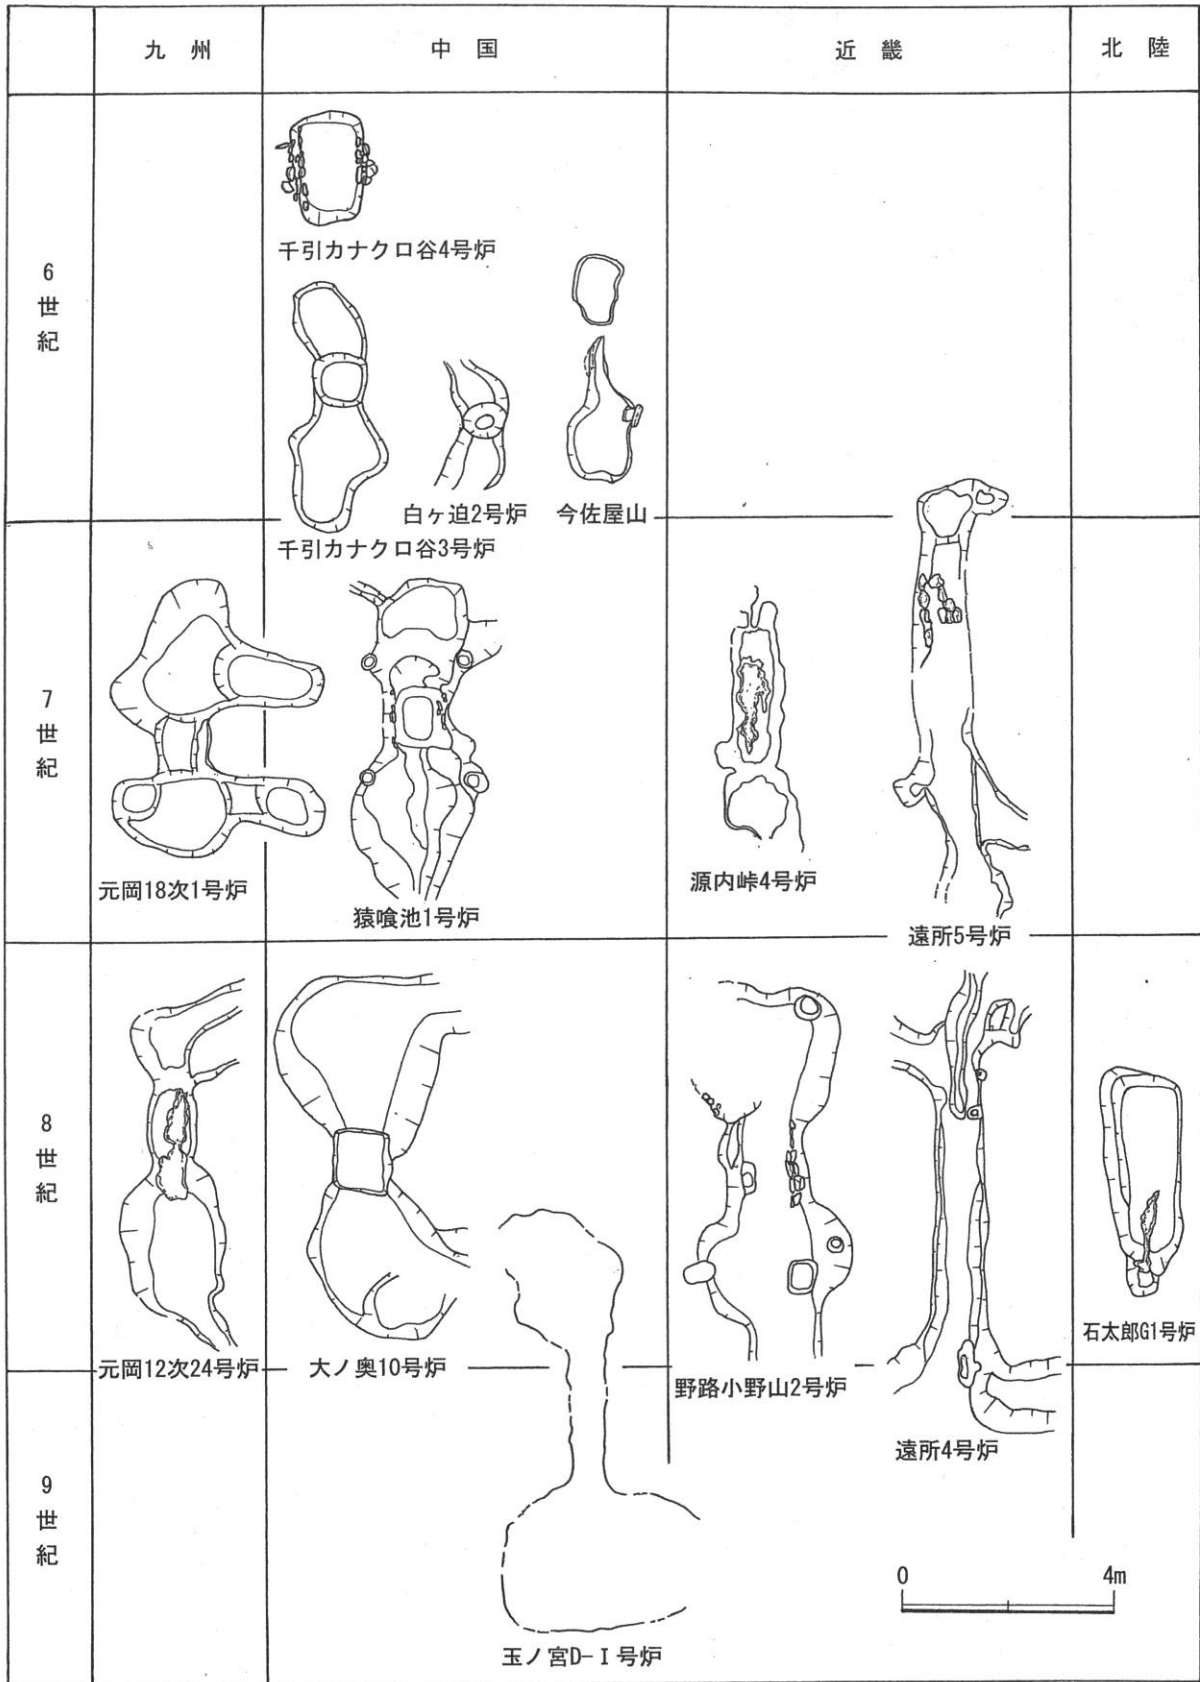 九 州 中 国 近 畿 北 陸
6世紀
千引カナクロ谷4号炉
白ヶ迫2号炉 今佐屋山
千引カナクロ谷3号炉
7世紀
元岡18次1号炉
猿喰池1号炉
源内峠4号炉
遠所5号炉
8世紀
元岡12次24号炉
大ノ奥10号炉
野路小野山2号炉
石太郎G1号炉
遠所4号炉
9世紀
玉ノ宮D-Ⅰ号炉
0 4m